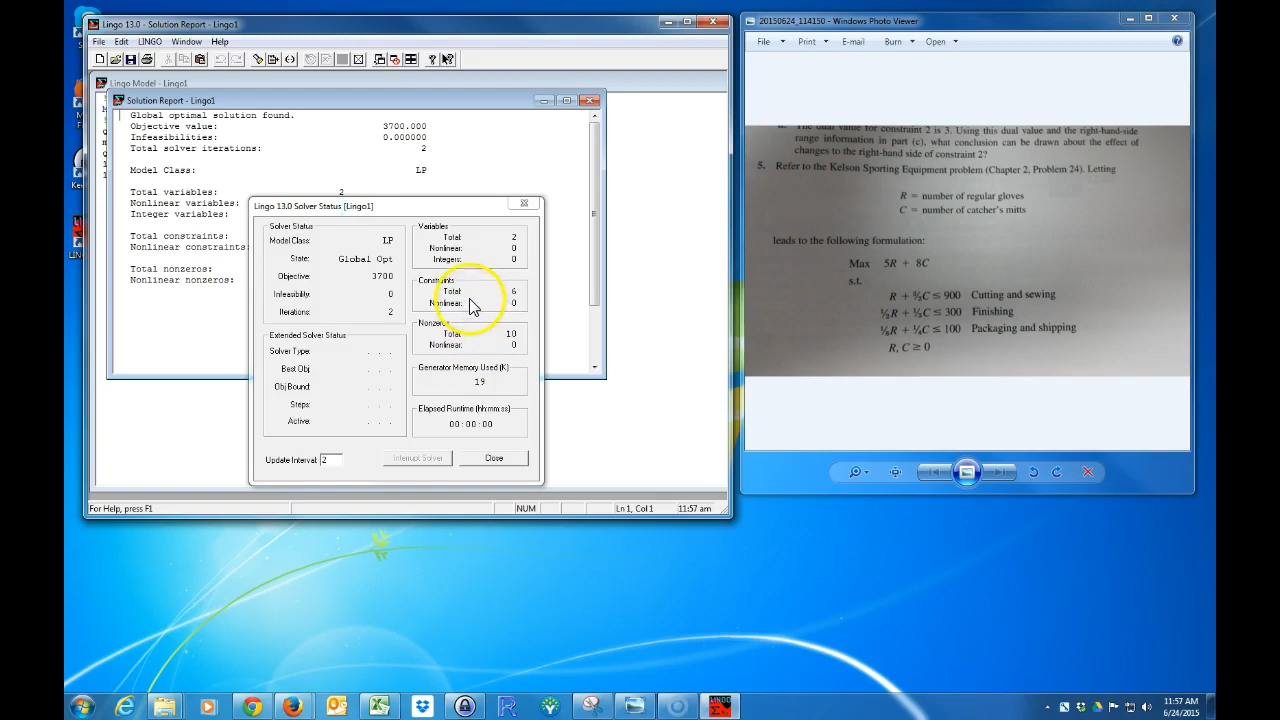 Lingo 13.0 - Solution Report - Lingo1
File Edit LINGO Window Help
Lingo Model - Lingo1
Solution Report - Lingo1
Global optimal solution found.
Objective value: 3700.000
Infeasibilities: 0.000000
Total solver iterations: 2
Model Class: LP
Total variables: 2
Nonlinear variables:
Integer variables:
Total constraints:
Nonlinear constraints:
Total nonzeros:
Nonlinear nonzeros:
Lingo 13.0 Solver Status [Lingo1]
Solver Status
Model Class: LP
State: Global Opt
Objective: 3700
Infeasibility: 0
Iterations: 2
Extended Solver Status
Solver Type: . . .
Best Obj: . . .
Obj Bound: . . .
Steps: . . .
Active: . . .
Update Interval: 2
Variables
Total: 2
Nonlinear: 0
Integers: 0
Constraints
Total: 6
Nonlinear: 0
Nonzeros
Total: 10
Nonlinear: 0
Generator Memory Used (K)
19
Elapsed Runtime (hh:mm:ss)
00:00:00
Interrupt Solver
Close
For Help, press F1
NUM
Ln 1, Col 1
11:57 am
20150624_114150 - Windows Photo Viewer
File Print E-mail Burn Open
The dual value for constraint 2 is 3. Using this dual value and the right-hand-side
range information in part (c), what conclusion can be drawn about the effect of
changes to the right-hand side of constraint 2?
5. Refer to the Kelson Sporting Equipment problem (Chapter 2, Problem 24). Letting
R = number of regular gloves
C = number of catcher's mitts
leads to the following formulation:
Max 5R + 8C
s.t.
R + ³⁄₂C ≤ 900 Cutting and sewing
½R + ⅓C ≤ 300 Finishing
⅛R + ¼C ≤ 100 Packaging and shipping
R, C ≥ 0
11:57 AM
6/24/2015